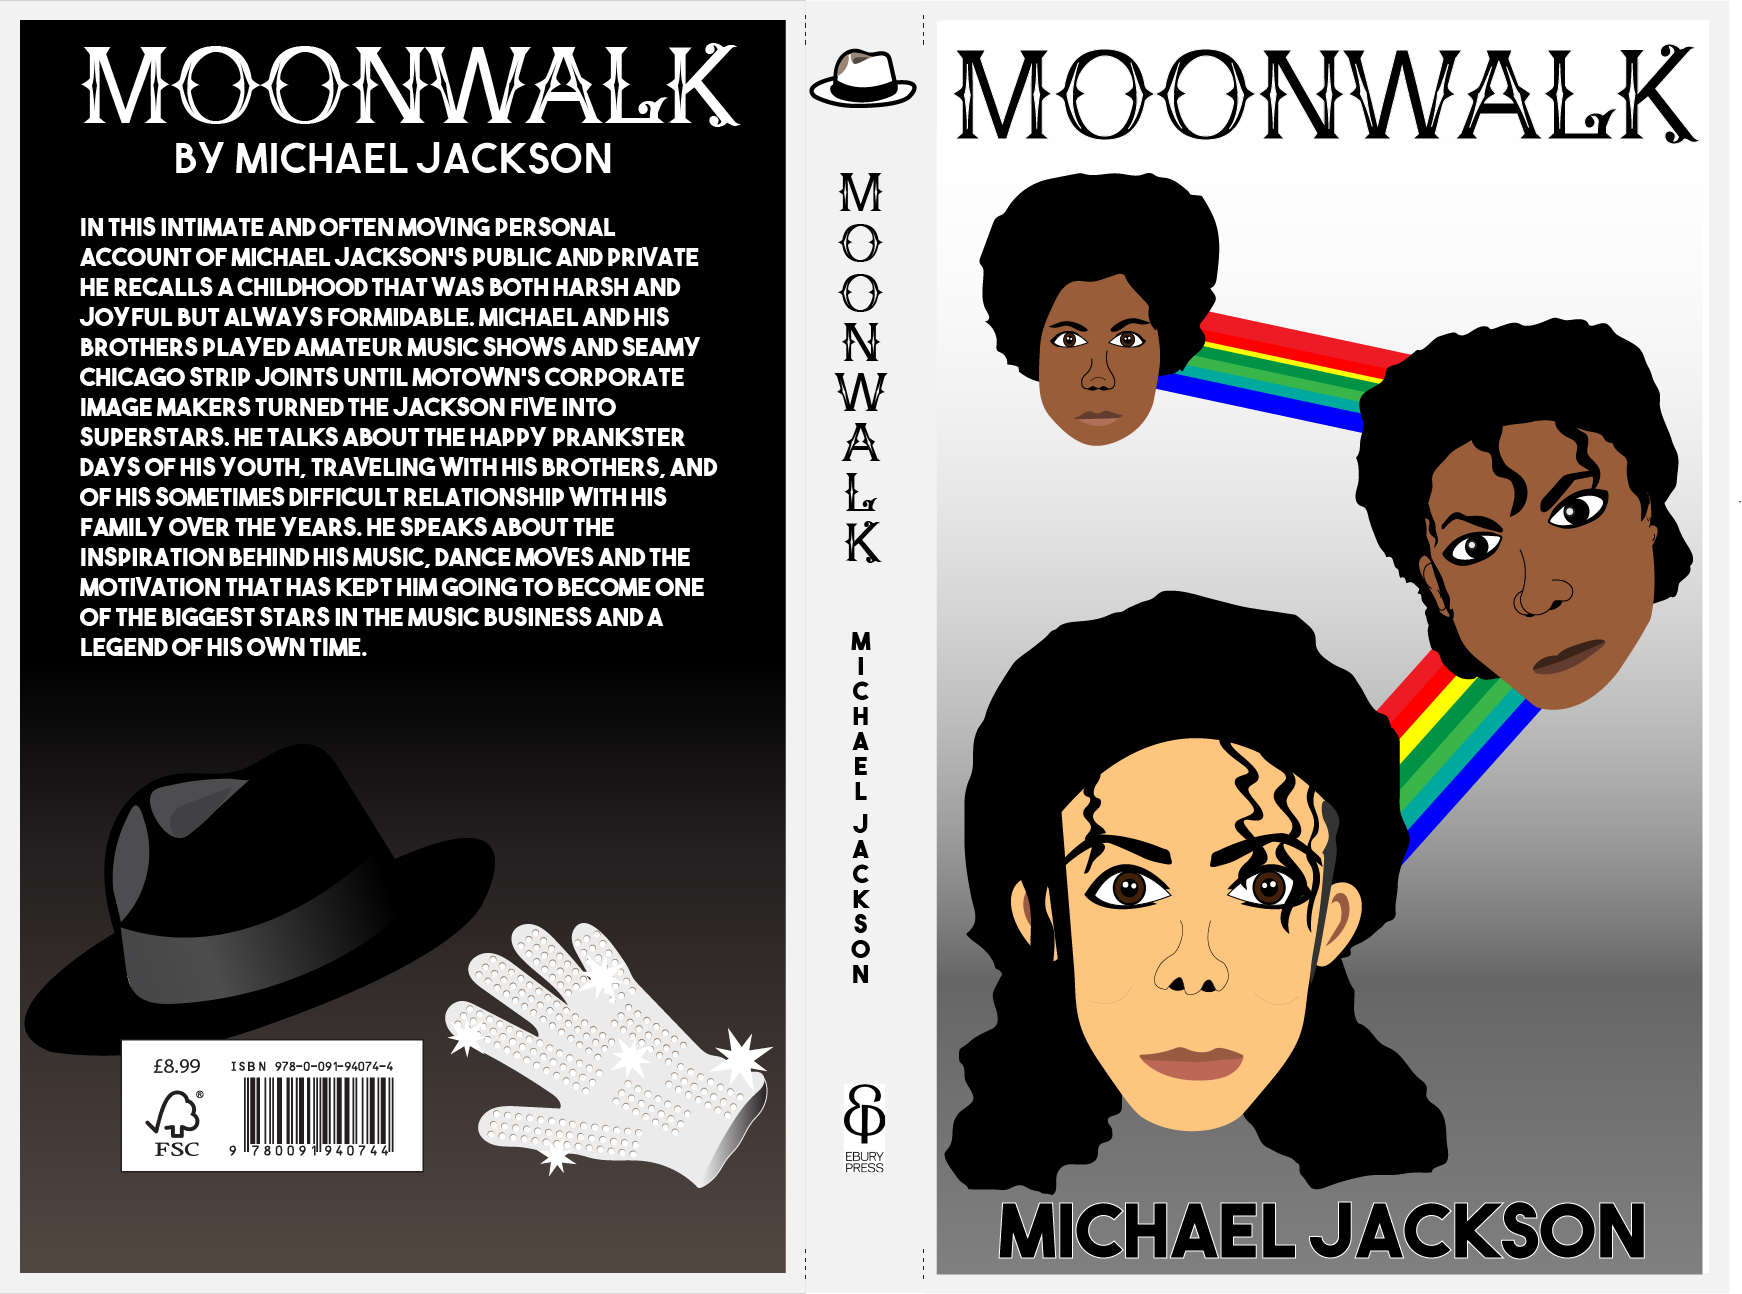 MOONWALK
BY MICHAEL JACKSON
IN THIS INTIMATE AND OFTEN MOVING PERSONAL
ACCOUNT OF MICHAEL JACKSON'S PUBLIC AND PRIVATE
HE RECALLS A CHILDHOOD THAT WAS BOTH HARSH AND
JOYFUL BUT ALWAYS FORMIDABLE. MICHAEL AND HIS
BROTHERS PLAYED AMATEUR MUSIC SHOWS AND SEAMY
CHICAGO STRIP JOINTS UNTIL MOTOWN'S CORPORATE
IMAGE MAKERS TURNED THE JACKSON FIVE INTO
SUPERSTARS. HE TALKS ABOUT THE HAPPY PRANKSTER
DAYS OF HIS YOUTH, TRAVELING WITH HIS BROTHERS, AND
OF HIS SOMETIMES DIFFICULT RELATIONSHIP WITH HIS
FAMILY OVER THE YEARS. HE SPEAKS ABOUT THE
INSPIRATION BEHIND HIS MUSIC, DANCE MOVES AND THE
MOTIVATION THAT HAS KEPT HIM GOING TO BECOME ONE
OF THE BIGGEST STARS IN THE MUSIC BUSINESS AND A
LEGEND OF HIS OWN TIME.
£8.99
ISBN 978-0-091-94074-4
®
FSC
9 780091 940744
MOONWALK
MICHAEL JACKSON
EBURY
PRESS
MOONWALK
MICHAEL JACKSON